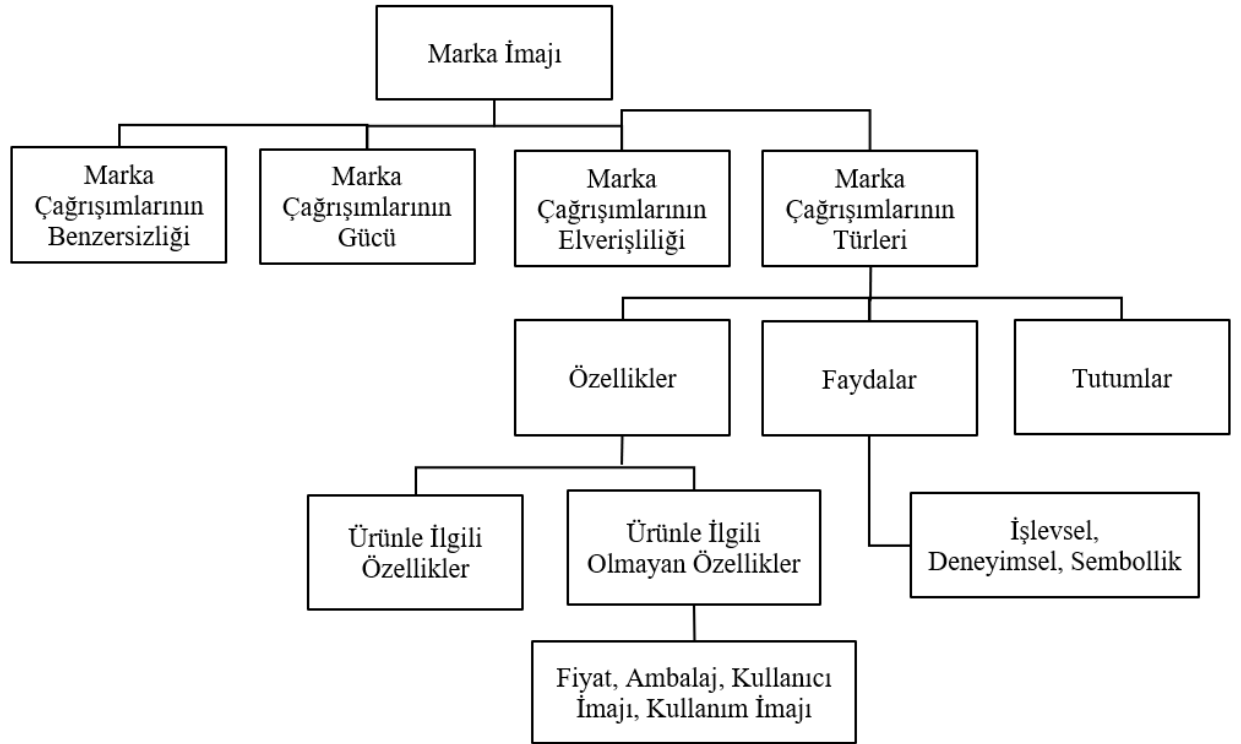 Marka İmajı
Marka
Çağrışımlarının
Benzersizliği
Marka
Çağrışımlarının
Gücü
Marka
Çağrışımlarının
Elverişliliği
Marka
Çağrışımlarının
Türleri
Özellikler
Faydalar
Tutumlar
Ürünle İlgili
Özellikler
Ürünle İlgili
Olmayan Özellikler
İşlevsel,
Deneyimsel, Sembollik
Fiyat, Ambalaj, Kullanıcı
İmajı, Kullanım İmajı